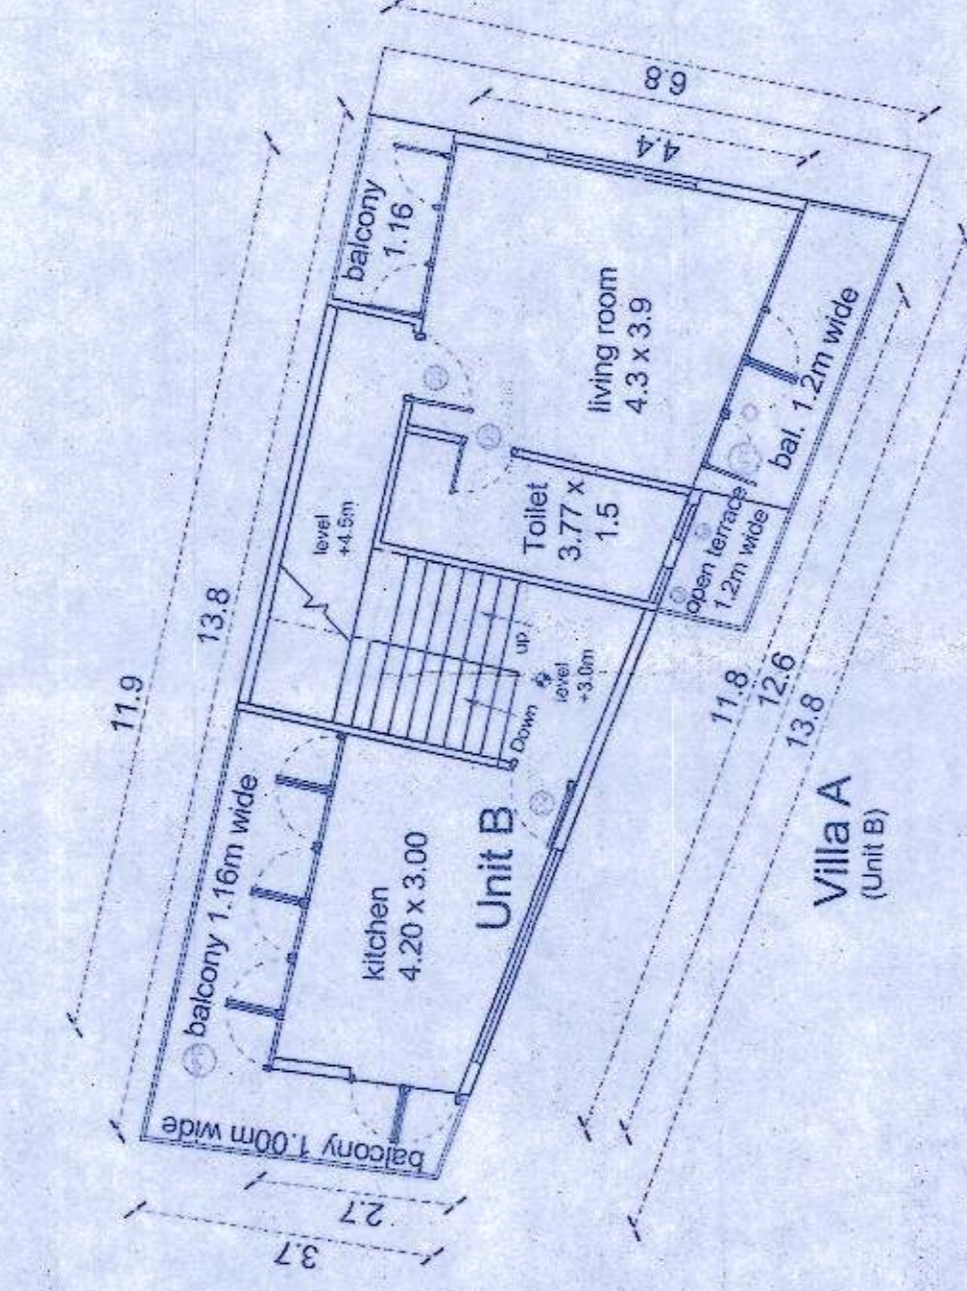 6.8
4.4
balcony
1.16
living room
4.3 x 3.9
bal. 1.2m wide
level
+4.5m
Toilet
3.77 x
1.5
open terrace
1.2m wide
13.8
11.9
up
level
+3.0m
Down
11.8
12.6
13.8
balcony 1.16m wide
kitchen
4.20 x 3.00
Unit B
Villa A
(Unit B)
balcony 1.00m wide
2.7
3.7